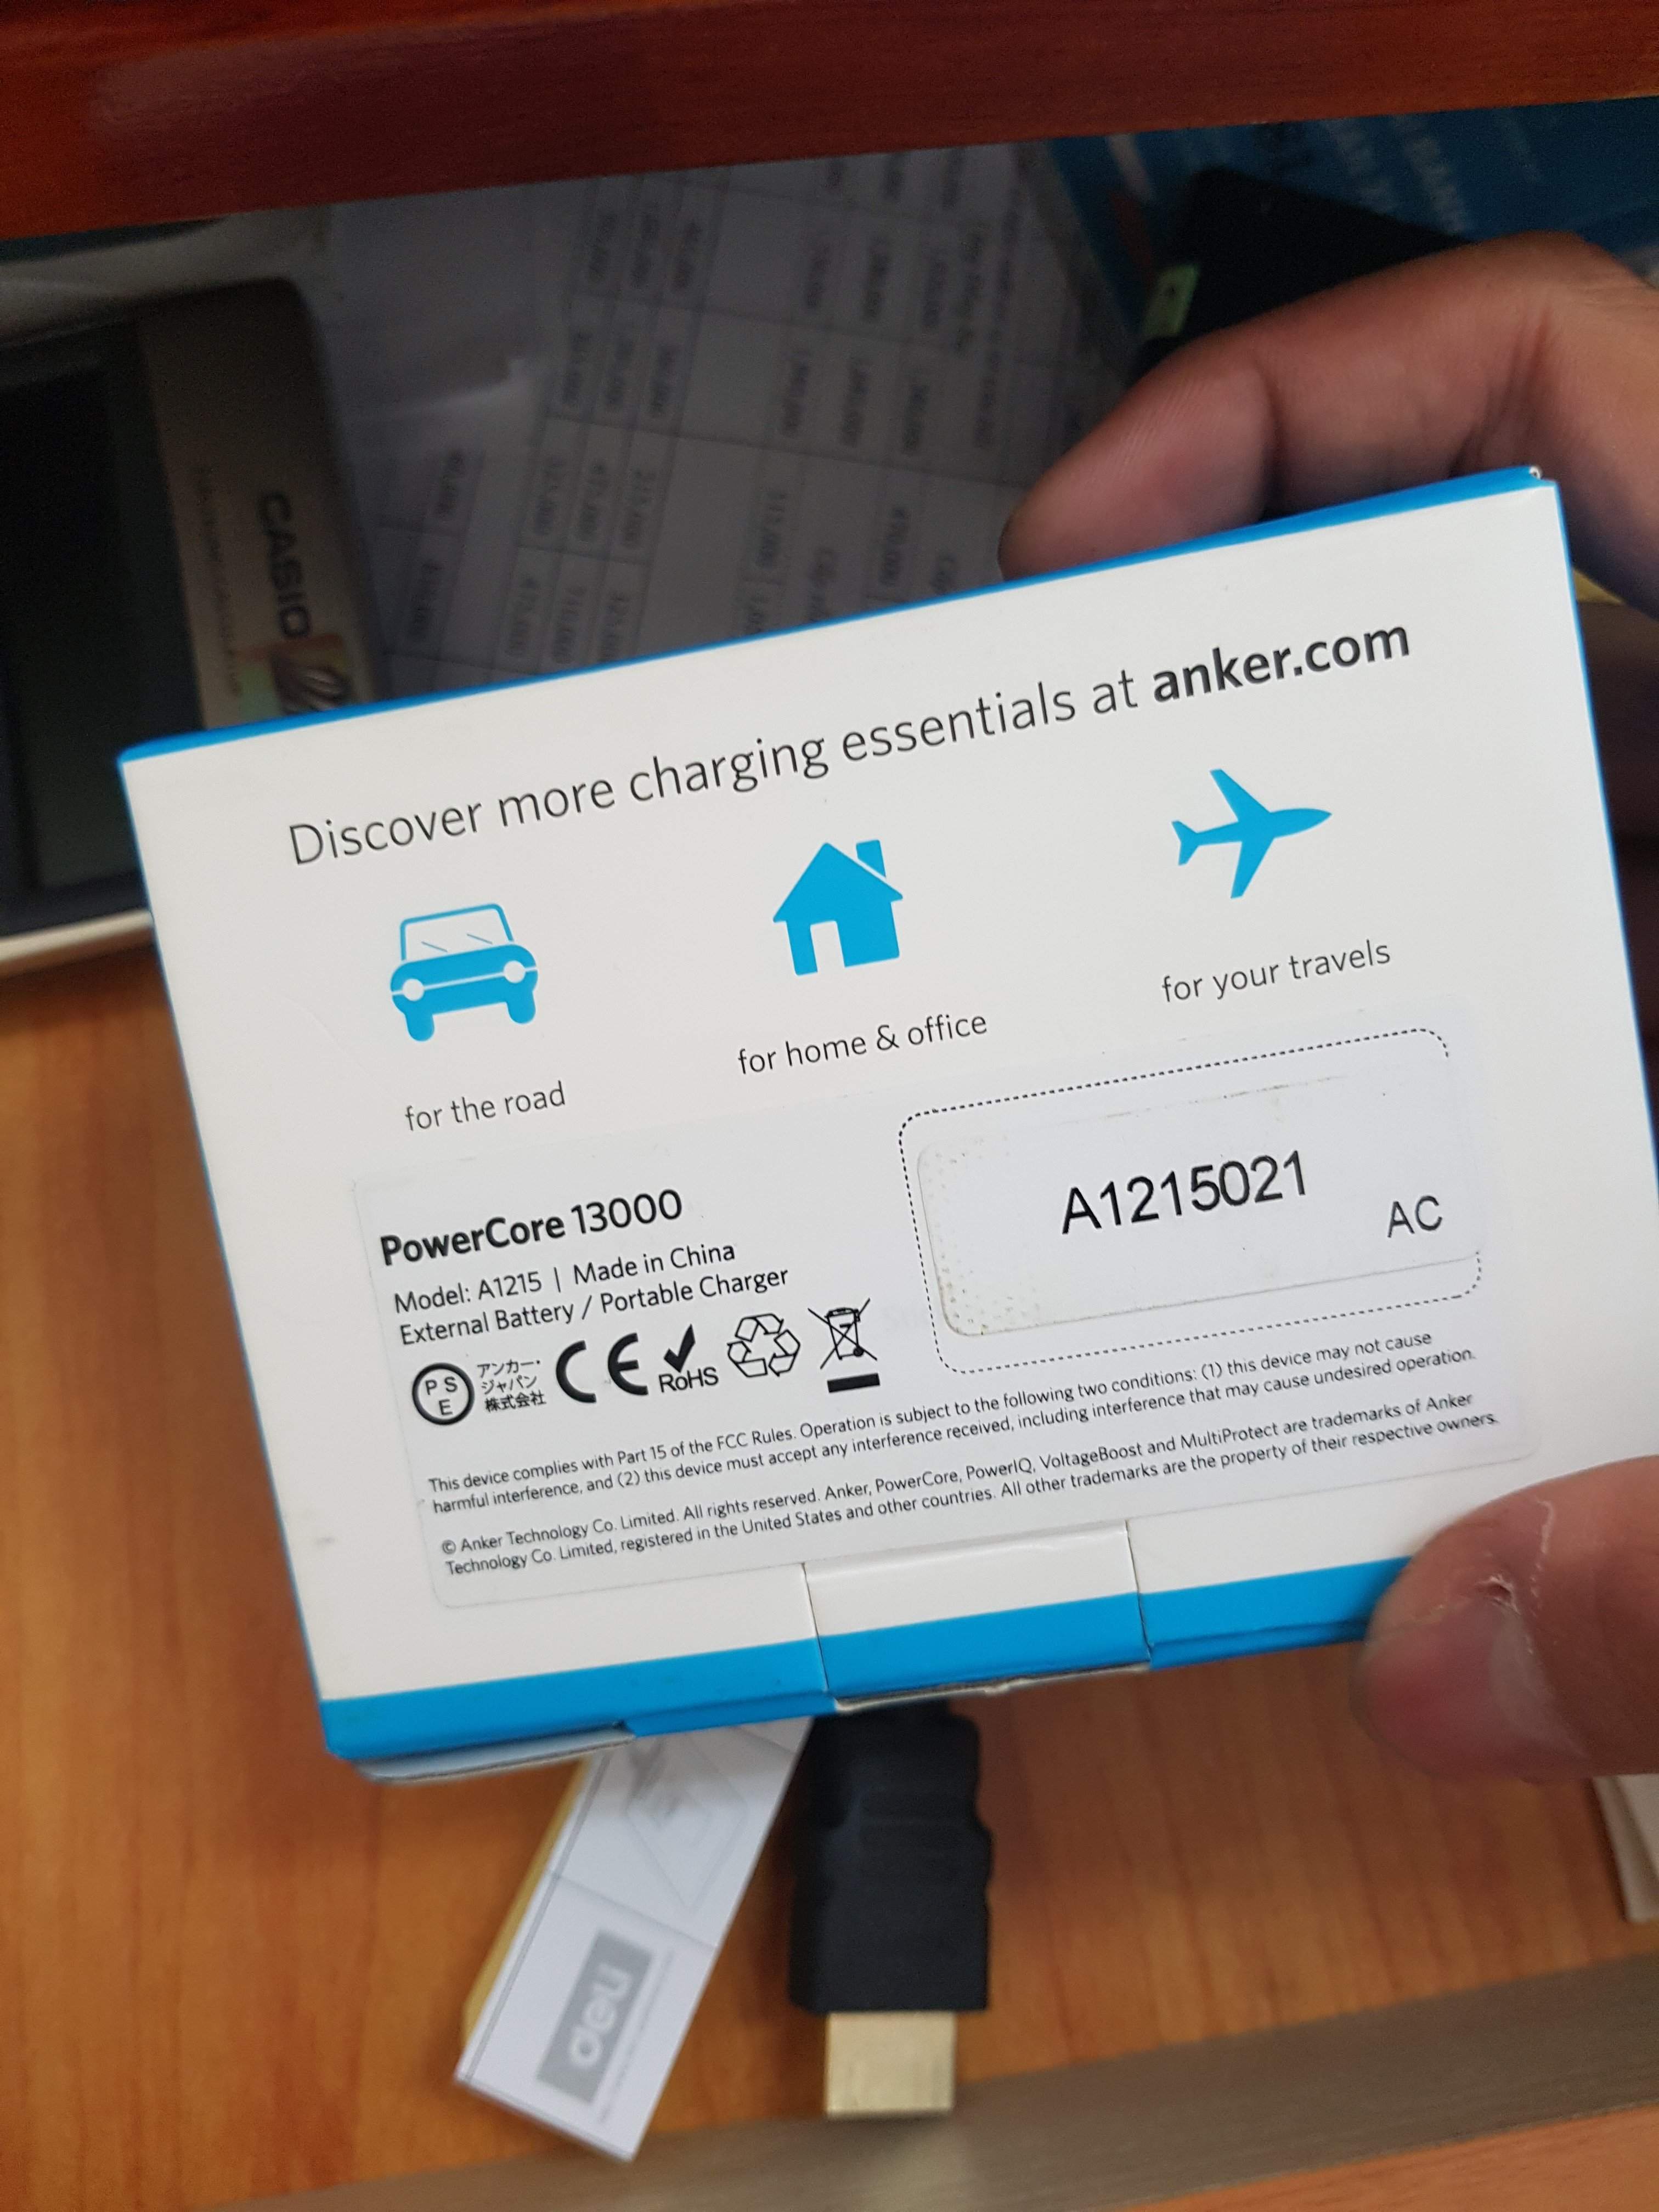 CASIO
Discover more charging essentials at anker.com
for the road
for home & office
for your travels
PowerCore 13000
Model: A1215 | Made in China
External Battery / Portable Charger
PSE
アンカー・
ジャパン
株式会社
CE
RoHS
A1215021
AC
This device complies with Part 15 of the FCC Rules. Operation is subject to the following two conditions: (1) this device may not cause
harmful interference, and (2) this device must accept any interference received, including interference that may cause undesired operation.
© Anker Technology Co. Limited. All rights reserved. Anker, PowerCore, PowerIQ, VoltageBoost and MultiProtect are trademarks of Anker
Technology Co. Limited, registered in the United States and other countries. All other trademarks are the property of their respective owners.
deli